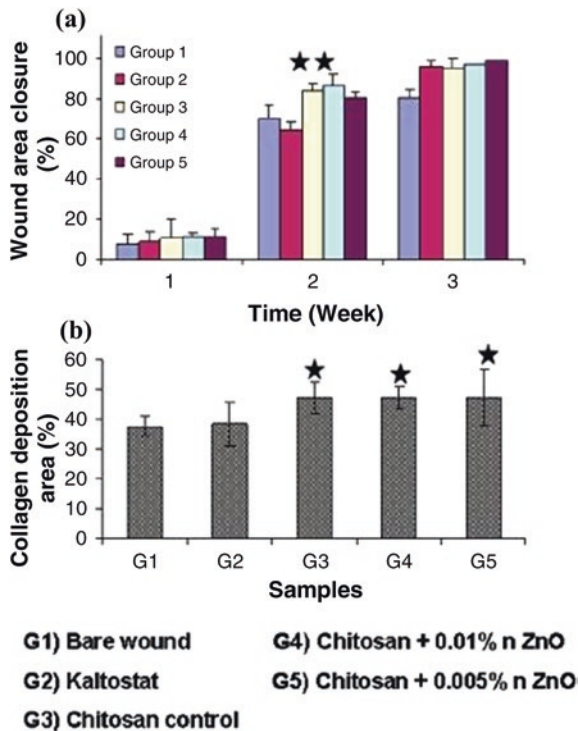 (a)
Wound area closure
(%)
100
80
60
40
20
0
Group 1
Group 2
Group 3
Group 4
Group 5
1
2
3
Time (Week)
(b)
Collagen deposition
area (%)
60
50
40
30
20
10
0
G1
G2
G3
G4
G5
Samples
G1) Bare wound
G4) Chitosan + 0.01% n ZnO
G2) Kaltostat
G5) Chitosan + 0.005% n ZnO
G3) Chitosan control